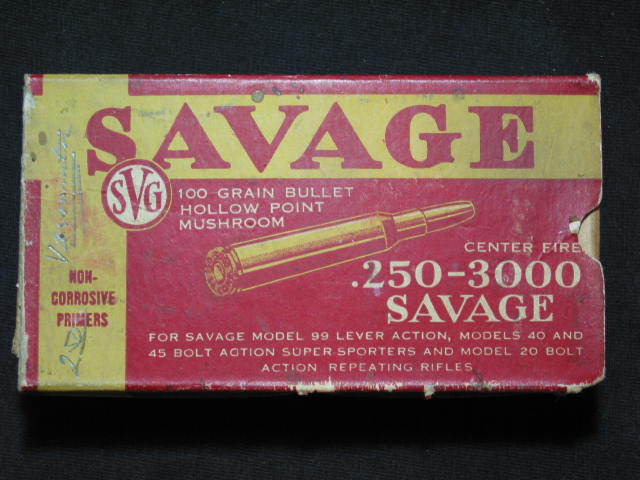 SAVAGE
SVG
100 GRAIN BULLET
HOLLOW POINT
MUSHROOM
CENTER FIRE
.250-3000
SAVAGE
NON-
CORROSIVE
PRIMERS
FOR SAVAGE MODEL 99 LEVER ACTION, MODELS 40 AND
45 BOLT ACTION SUPER-SPORTERS AND MODEL 20 BOLT
ACTION REPEATING RIFLES